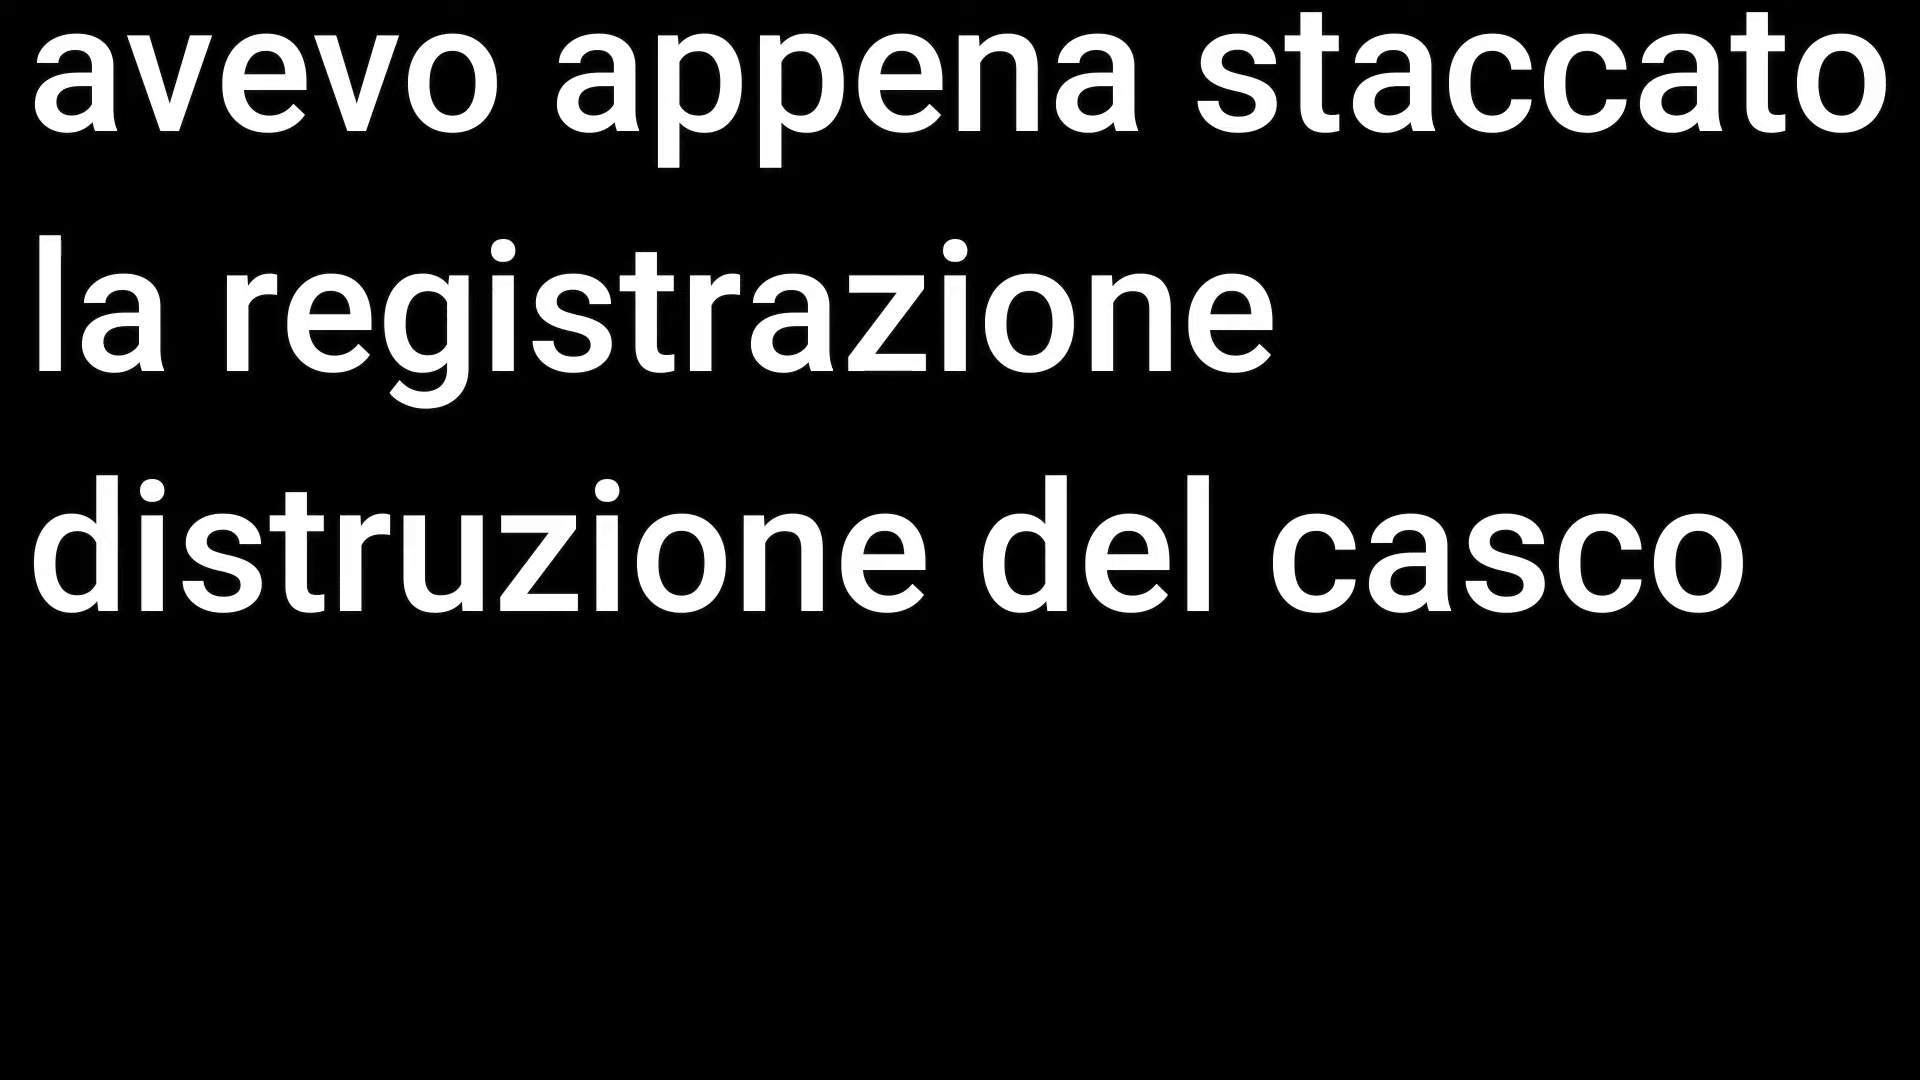 avevo appena staccato
la registrazione
distruzione del casco